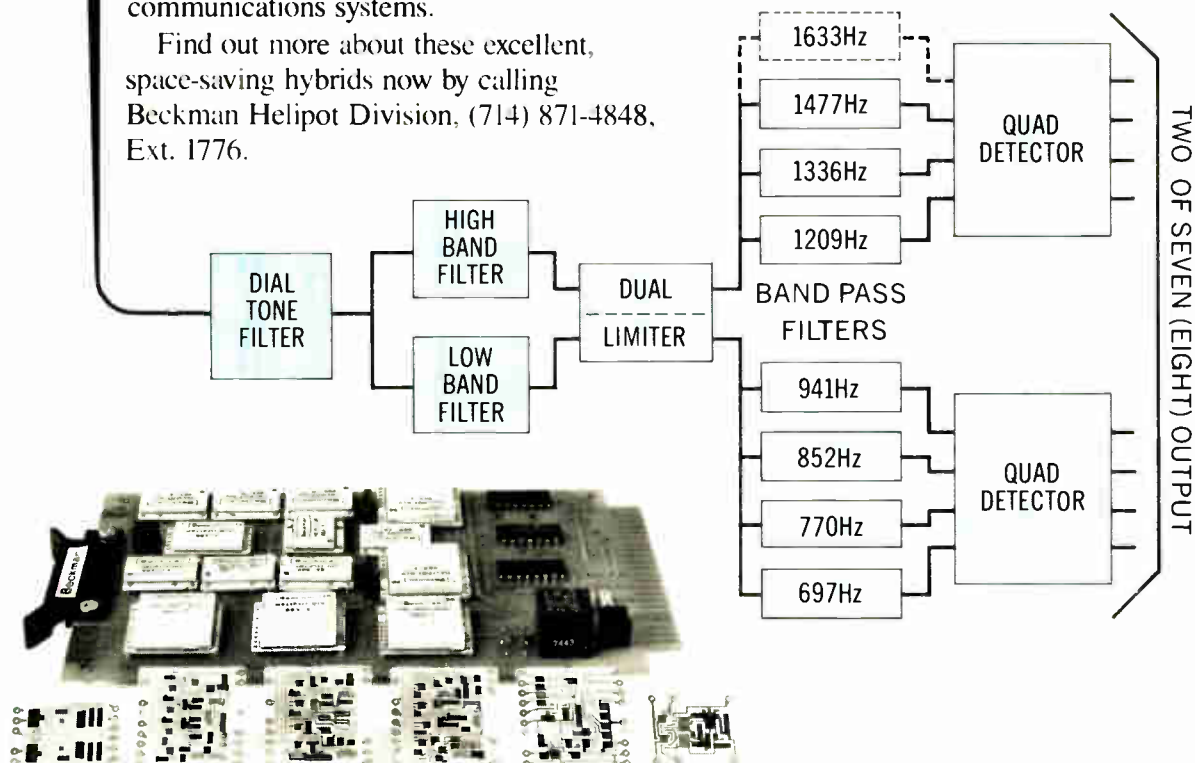 communications systems.
Find out more about these excellent,
space-saving hybrids now by calling
Beckman Helipot Division, (714) 871-4848,
Ext. 1776.
DIAL
TONE
FILTER
HIGH
BAND
FILTER
LOW
BAND
FILTER
DUAL
LIMITER
1633Hz
1477Hz
1336Hz
1209Hz
BAND PASS
FILTERS
941Hz
852Hz
770Hz
697Hz
QUAD
DETECTOR
QUAD
DETECTOR
TWO OF SEVEN (EIGHT) OUTPUT
Beckman
7443